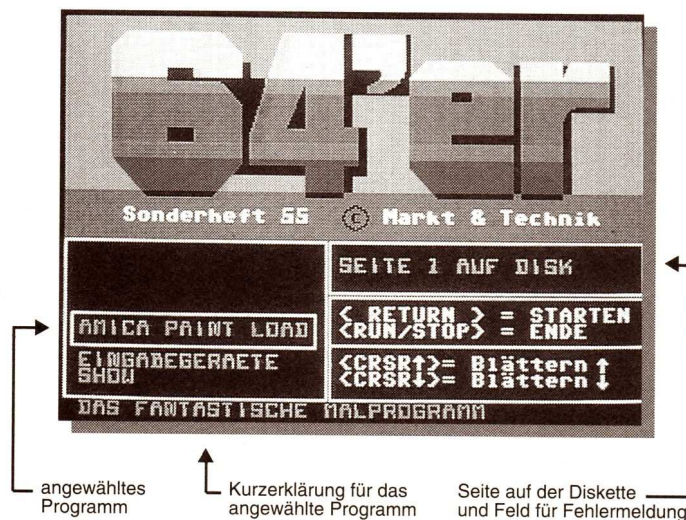 64'er
Sonderheft 55 © Markt & Technik
SEITE 1 AUF DISK
AMICA PAINT LOAD
EINGABEGERAETE
SHOW
< RETURN > = STARTEN
<RUN/STOP> = ENDE
<CRSR↑>= Blättern ↑
<CRSR↓>= Blättern ↓
DAS FANTASTISCHE MALPROGRAMM
angewähltes
Programm
Kurzerklärung für das
angewählte Programm
Seite auf der Diskette
und Feld für Fehlermeldung